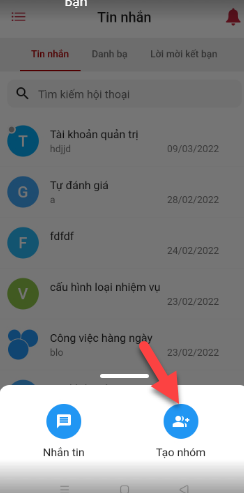 Bạn
Tin nhắn
Tin nhắn Danh bạ Lời mời kết bạn
Tìm kiếm hội thoại
T Tài khoản quản trị
hdjjd 09/03/2022
G Tự đánh giá
a 28/02/2022
F fdfdf
24/02/2022
V cấu hình loại nhiệm vụ
23/02/2022
Công việc hàng ngày
blo 23/02/2022
Nhắn tin Tạo nhóm